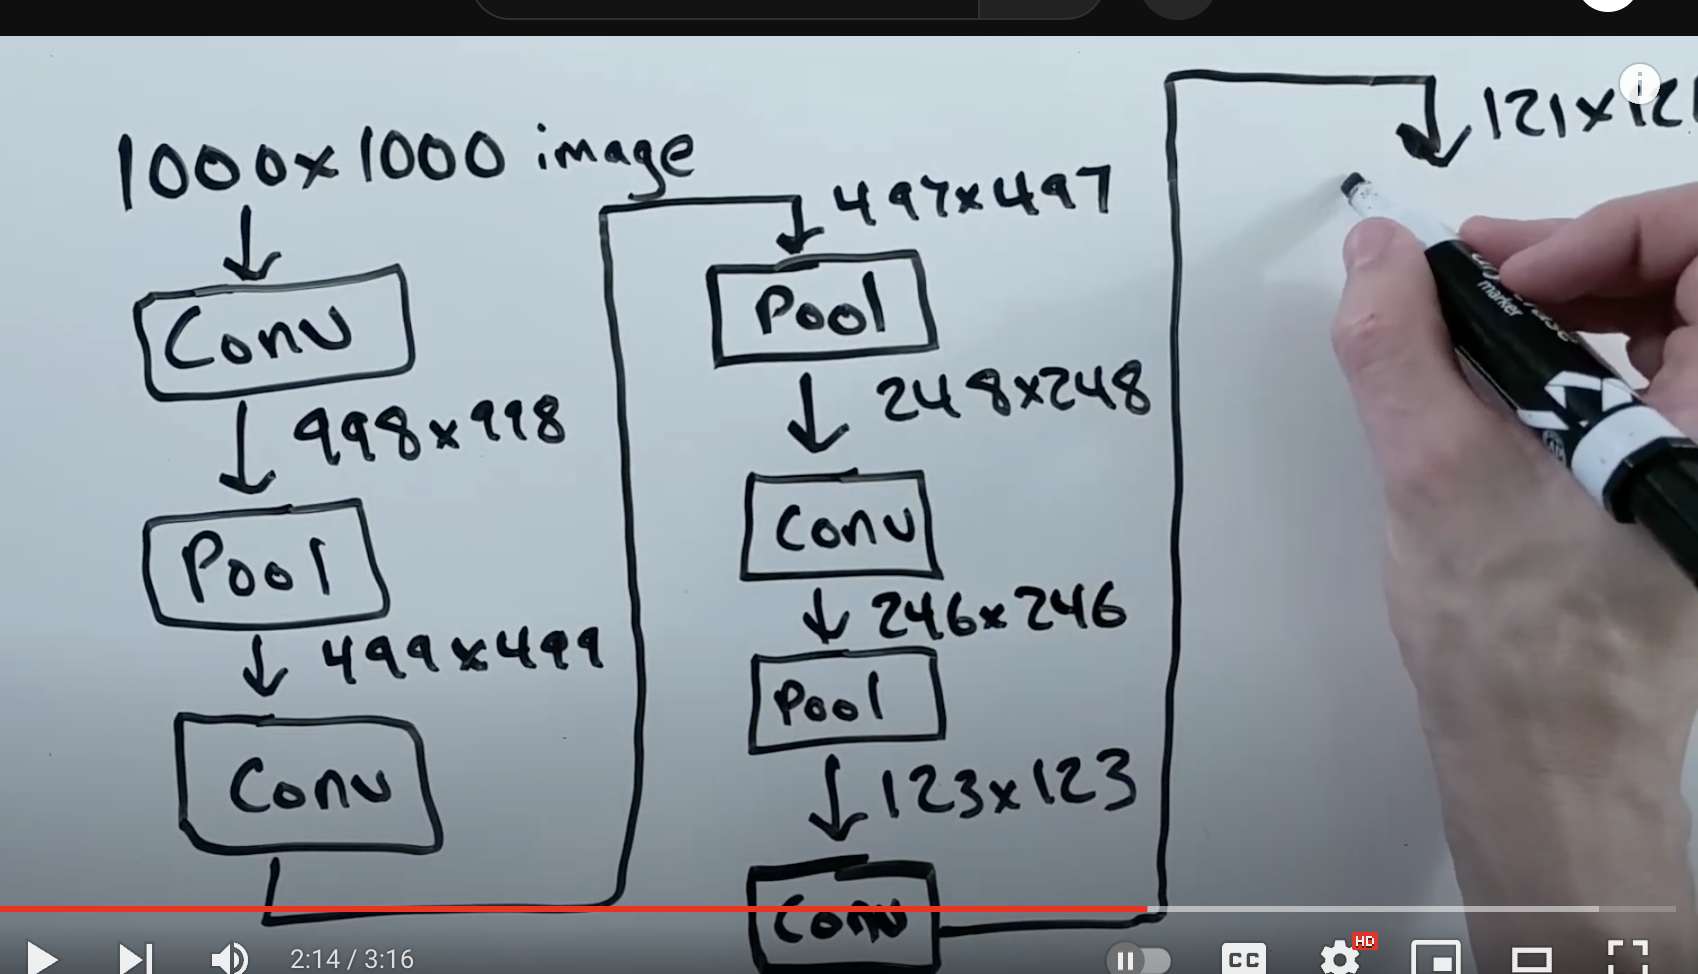 1000x1000 image
Conv
998x998
Pool
499x499
Conv
497x497
Pool
248x248
Conv
246x246
Pool
123x123
Conv
121x121
marker
2:14 / 3:16
CC
HD